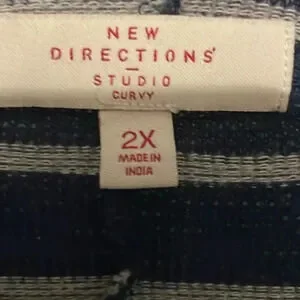 NEW
DIRECTIONS'
STUDIO
CURVY
2X
MADE IN
INDIA